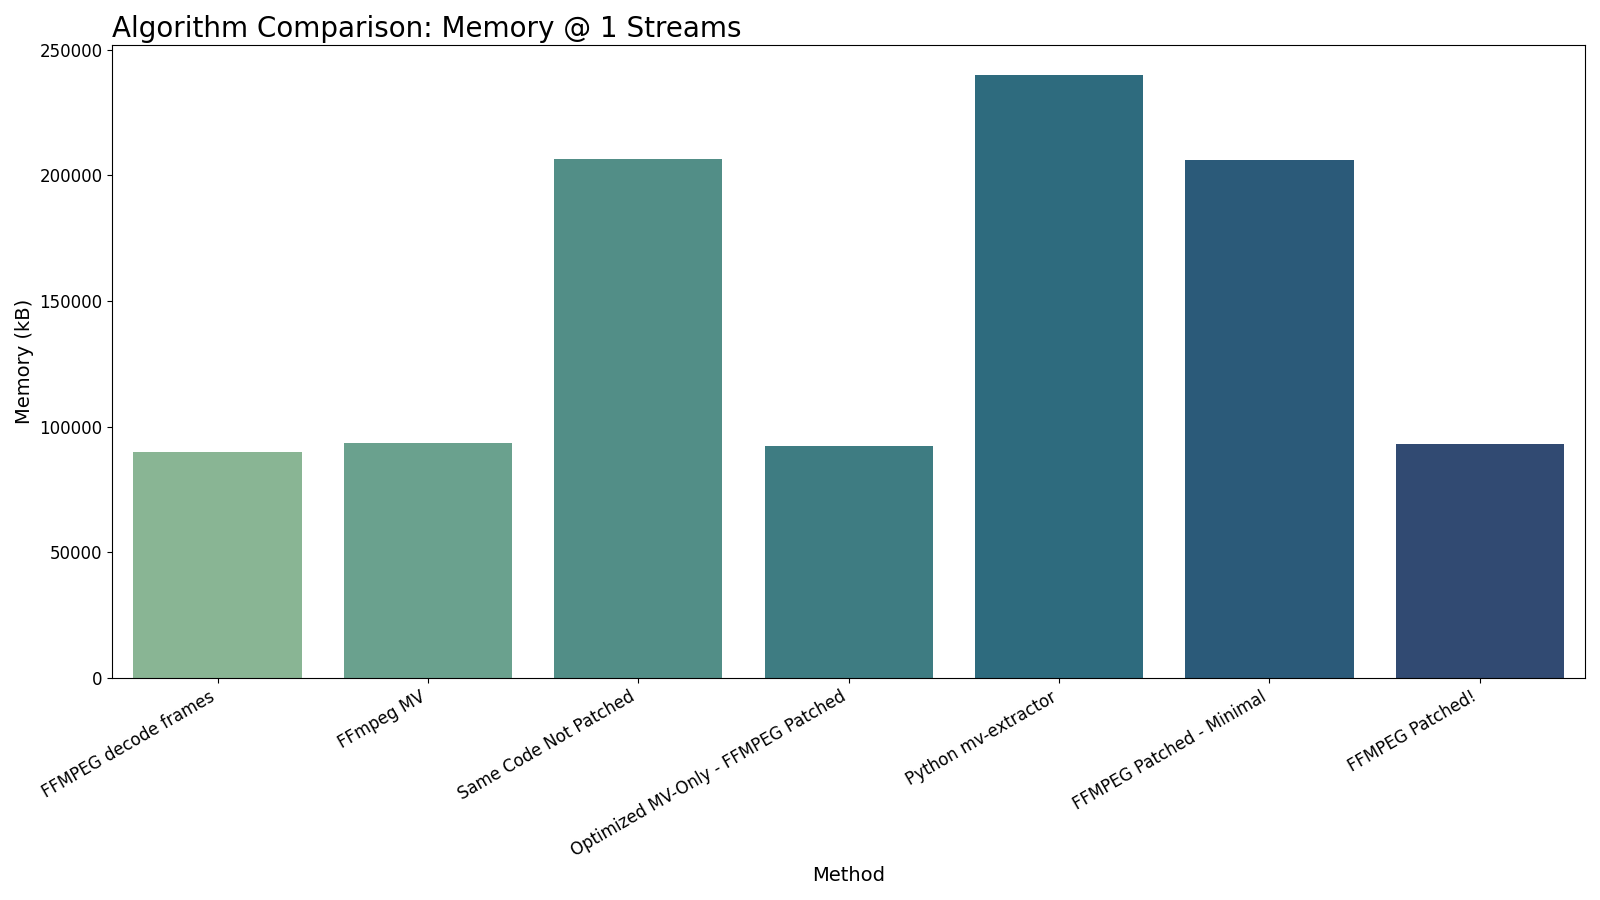 Algorithm Comparison: Memory @ 1 Streams
250000
200000
150000
100000
50000
0
Memory (kB)
FFMPEG decode frames
FFmpeg MV
Same Code Not Patched
Optimized MV-Only - FFMPEG Patched
Python mv-extractor
FFMPEG Patched - Minimal
FFMPEG Patched!
Method